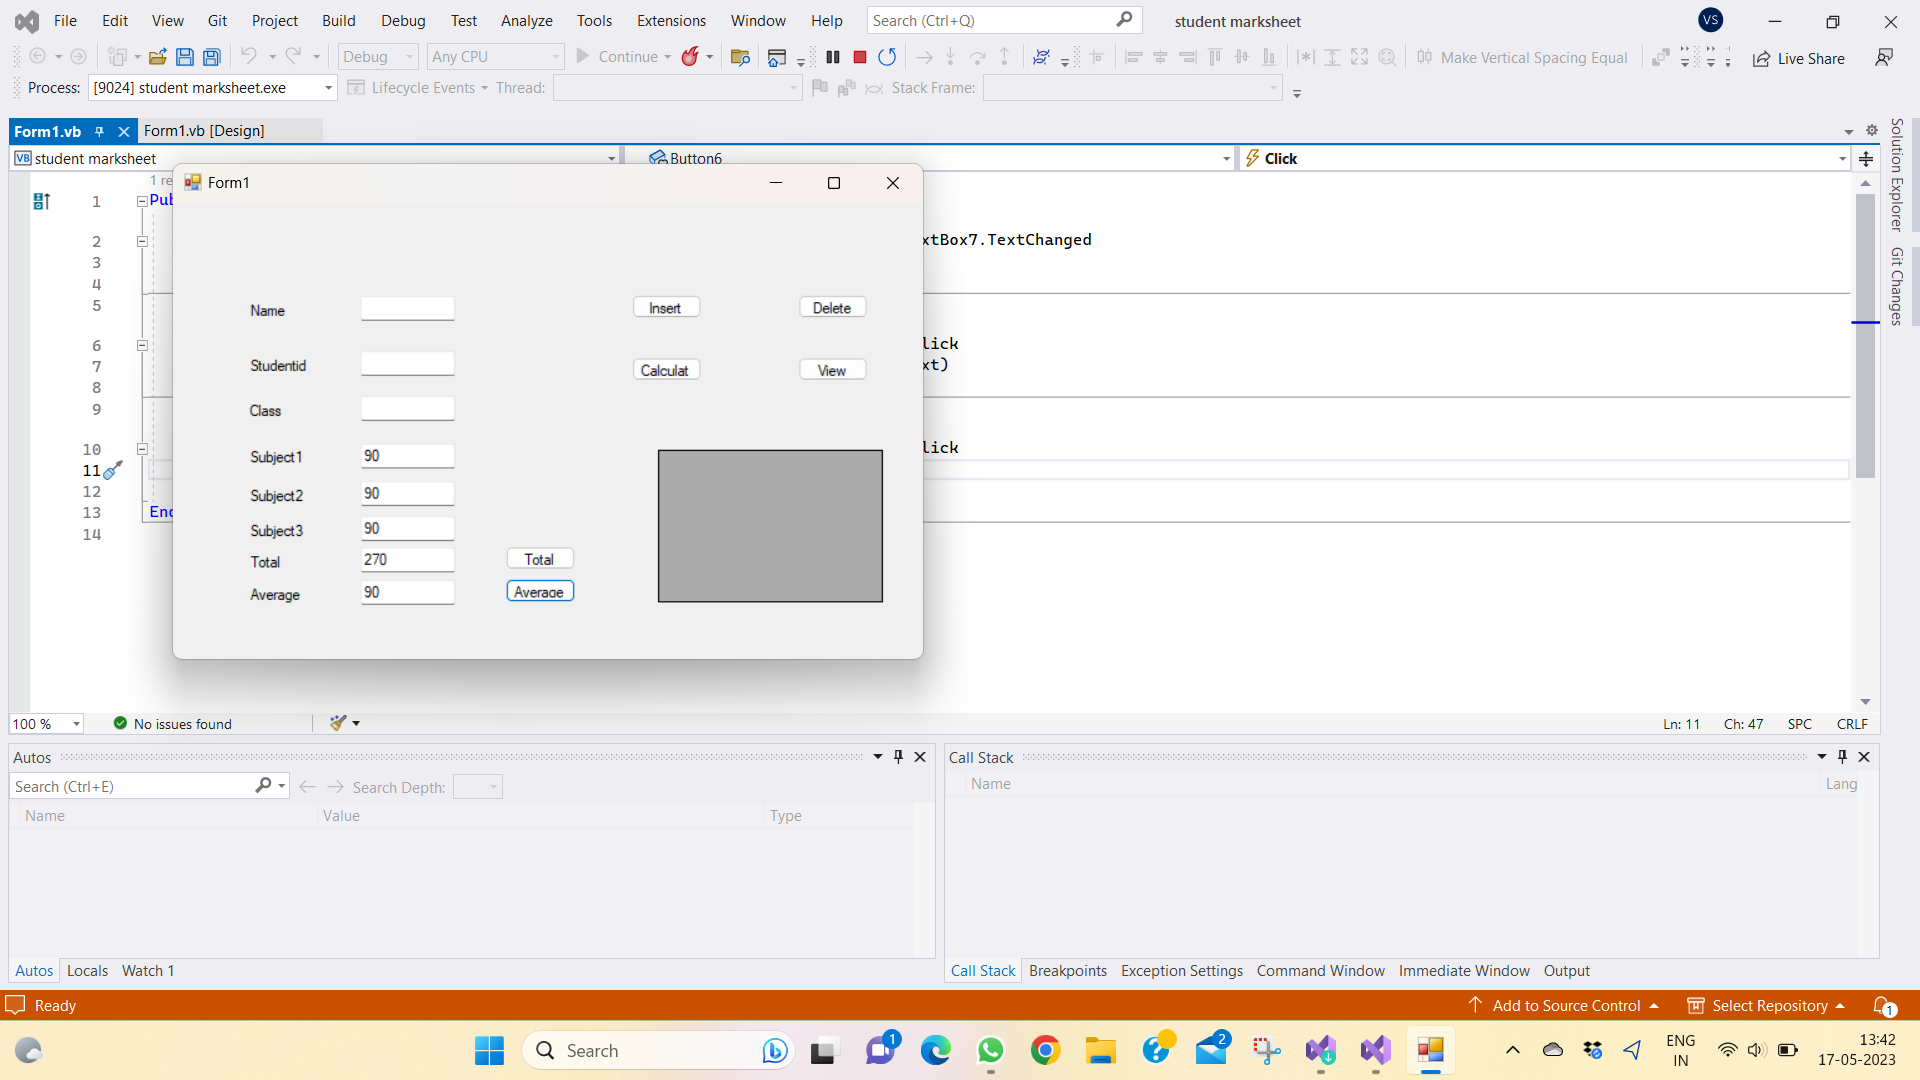 File Edit View Git Project Build Debug Test Analyze Tools Extensions Window Help Search (Ctrl+Q) student marksheet VS
Debug Any CPU Continue Make Vertical Spacing Equal Live Share
Process: [9024] student marksheet.exe Lifecycle Events Thread: Stack Frame:
Form1.vb Form1.vb [Design]
VB student marksheet Button6 Click
Solution Explorer
Git Changes
1 re
Form1
1 Pub
2 xtBox7.TextChanged
3
4
5
6 lick
7 xt)
8
9
10 lick
11
12
13 End
14
Name Insert Delete
Studentid Calculat View
Class
Subject1 90
Subject2 90
Subject3 90
Total 270 Total
Average 90 Average
100 % No issues found Ln: 11 Ch: 47 SPC CRLF
Autos
Search (Ctrl+E) Search Depth:
Name Value Type
Autos Locals Watch 1
Call Stack
Name Lang
Call Stack Breakpoints Exception Settings Command Window Immediate Window Output
Ready Add to Source Control Select Repository 1
Search 1 2 ENG IN 13:42 17-05-2023